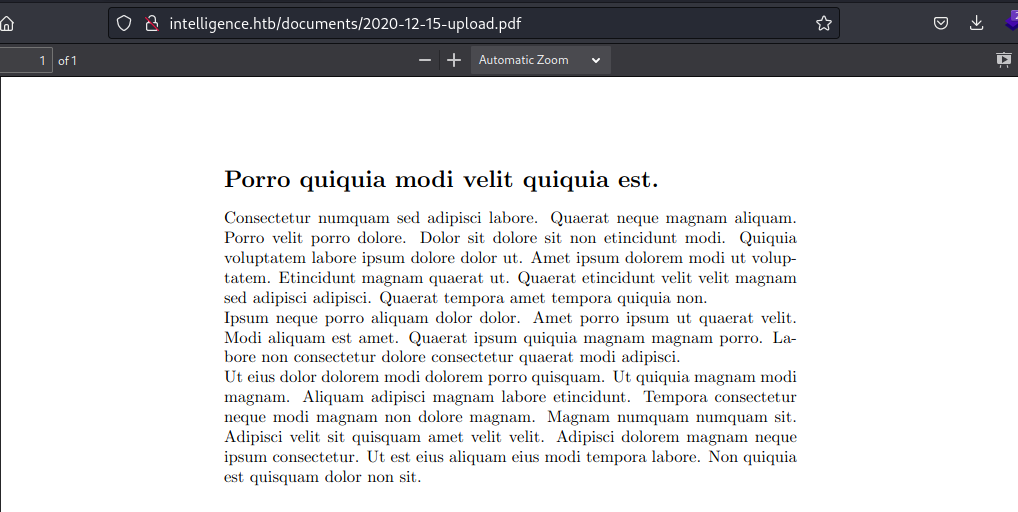 intelligence.htb/documents/2020-12-15-upload.pdf
1 of 1
Automatic Zoom
Porro quiquia modi velit quiquia est.
Consectetur numquam sed adipisci labore. Quaerat neque magnam aliquam.
Porro velit porro dolore. Dolor sit dolore sit non etincidunt modi. Quiquia
voluptatem labore ipsum dolore dolor ut. Amet ipsum dolorem modi ut volup-
tatem. Etincidunt magnam quaerat ut. Quaerat etincidunt velit velit magnam
sed adipisci adipisci. Quaerat tempora amet tempora quiquia non.
Ipsum neque porro aliquam dolor dolor. Amet porro ipsum ut quaerat velit.
Modi aliquam est amet. Quaerat ipsum quiquia magnam magnam porro. La-
bore non consectetur dolore consectetur quaerat modi adipisci.
Ut eius dolor dolorem modi dolorem porro quisquam. Ut quiquia magnam modi
magnam. Aliquam adipisci magnam labore etincidunt. Tempora consectetur
neque modi magnam non dolore magnam. Magnam numquam numquam sit.
Adipisci velit sit quisquam amet velit velit. Adipisci dolorem magnam neque
ipsum consectetur. Ut est eius aliquam eius modi tempora labore. Non quiquia
est quisquam dolor non sit.